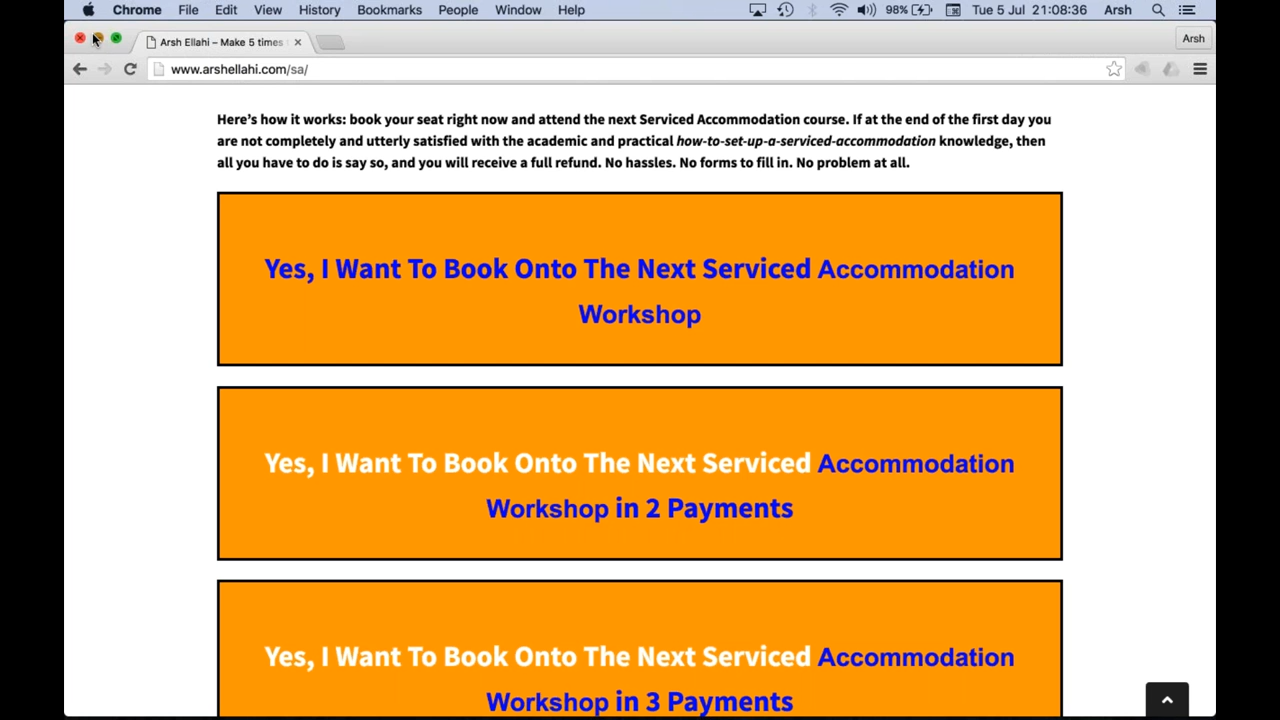 Chrome File Edit View History Bookmarks People Window Help 98% Tue 5 Jul 21:08:36 Arsh
Arsh Ellahi – Make 5 times
Arsh
www.arshellahi.com/sa/
Here’s how it works: book your seat right now and attend the next Serviced Accommodation course. If at the end of the first day you
are not completely and utterly satisfied with the academic and practical how-to-set-up-a-serviced-accommodation knowledge, then
all you have to do is say so, and you will receive a full refund. No hassles. No forms to fill in. No problem at all.
Yes, I Want To Book Onto The Next Serviced Accommodation
Workshop
Yes, I Want To Book Onto The Next Serviced Accommodation
Workshop in 2 Payments
Yes, I Want To Book Onto The Next Serviced Accommodation
Workshop in 3 Payments